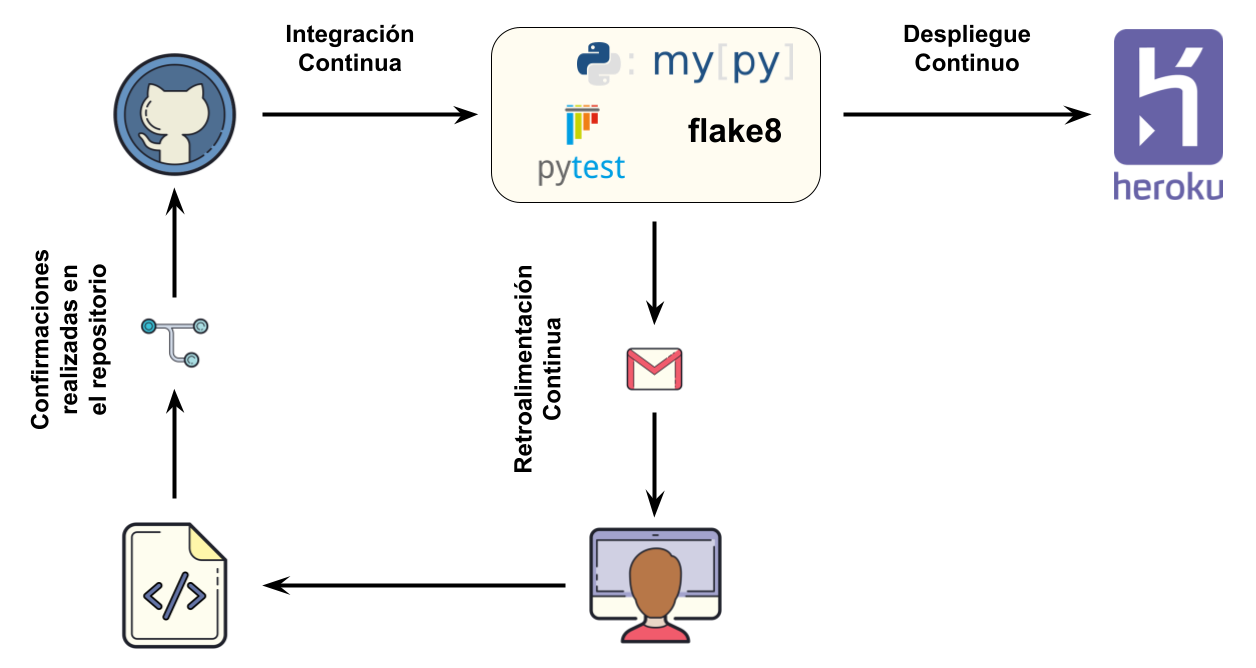 Integración
Continua
: my[py]
pytest
flake8
Despliegue
Continuo
heroku
Confirmaciones
realizadas en
el repositorio
Retroalimentación
Continua
</>